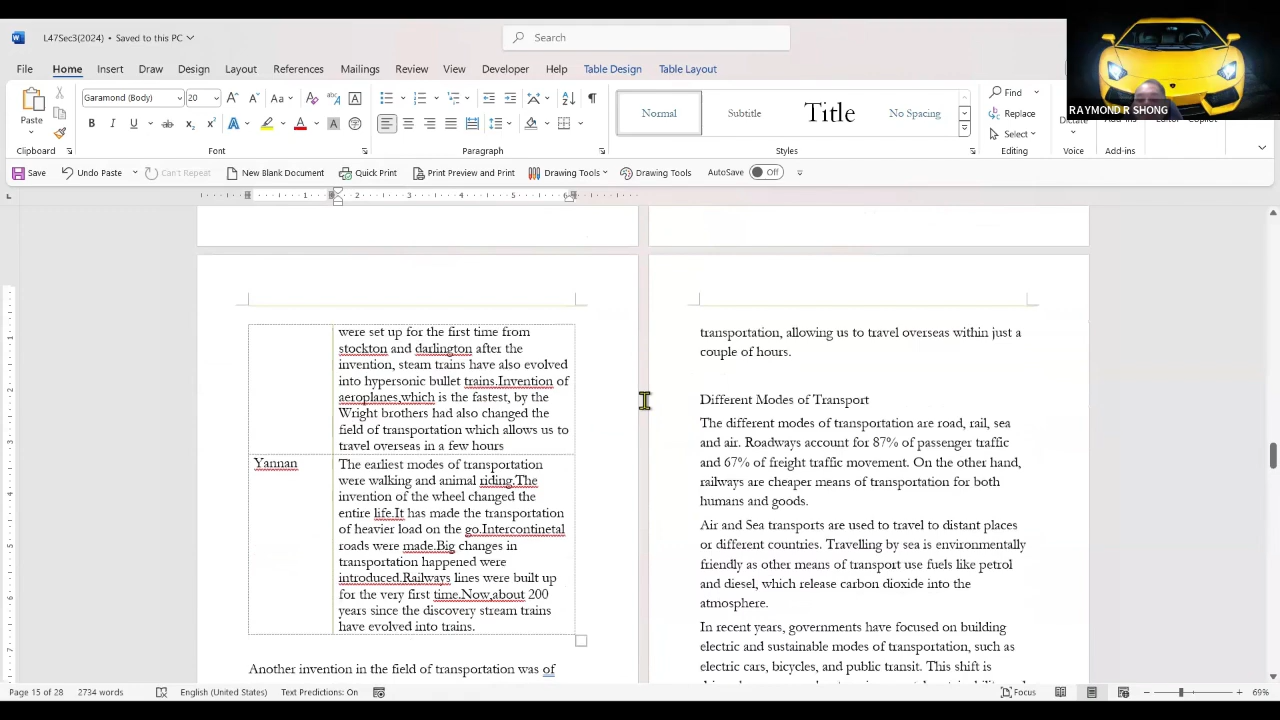 L47Sec3(2024) • Saved to this PC
Search
RAYMOND R SHONG
File Home Insert Draw Design Layout References Mailings Review View Developer Help Table Design Table Layout
Garamond (Body) 20
Paste
Clipboard
Font
Paragraph
Normal
Subtitle
Title
No Spacing
Styles
Find
Replace
Select
Editing
Dictate
Voice
Add-ins
Add-ins
Editor
Save Undo Paste Can't Repeat New Blank Document Quick Print Print Preview and Print Drawing Tools Drawing Tools AutoSave Off
were set up for the first time from
stockton and darlington after the
invention, steam trains have also evolved
into hypersonic bullet trains.Invention of
aeroplanes,which is the fastest, by the
Wright brothers had also changed the
field of transportation which allows us to
travel overseas in a few hours
Yannan
The earliest modes of transportation
were walking and animal riding.The
invention of the wheel changed the
entire life.It has made the transportation
of heavier load on the go.Intercontinetal
roads were made.Big changes in
transportation happened were
introduced.Railways lines were built up
for the very first time.Now,about 200
years since the discovery stream trains
have evolved into trains.
Another invention in the field of transportation was of
transportation, allowing us to travel overseas within just a
couple of hours.
Different Modes of Transport
The different modes of transportation are road, rail, sea
and air. Roadways account for 87% of passenger traffic
and 67% of freight traffic movement. On the other hand,
railways are cheaper means of transportation for both
humans and goods.
Air and Sea transports are used to travel to distant places
or different countries. Travelling by sea is environmentally
friendly as other means of transport use fuels like petrol
and diesel, which release carbon dioxide into the
atmosphere.
In recent years, governments have focused on building
electric and sustainable modes of transportation, such as
electric cars, bicycles, and public transit. This shift is
Page 15 of 28 2734 words English (United States) Text Predictions: On Focus 69%